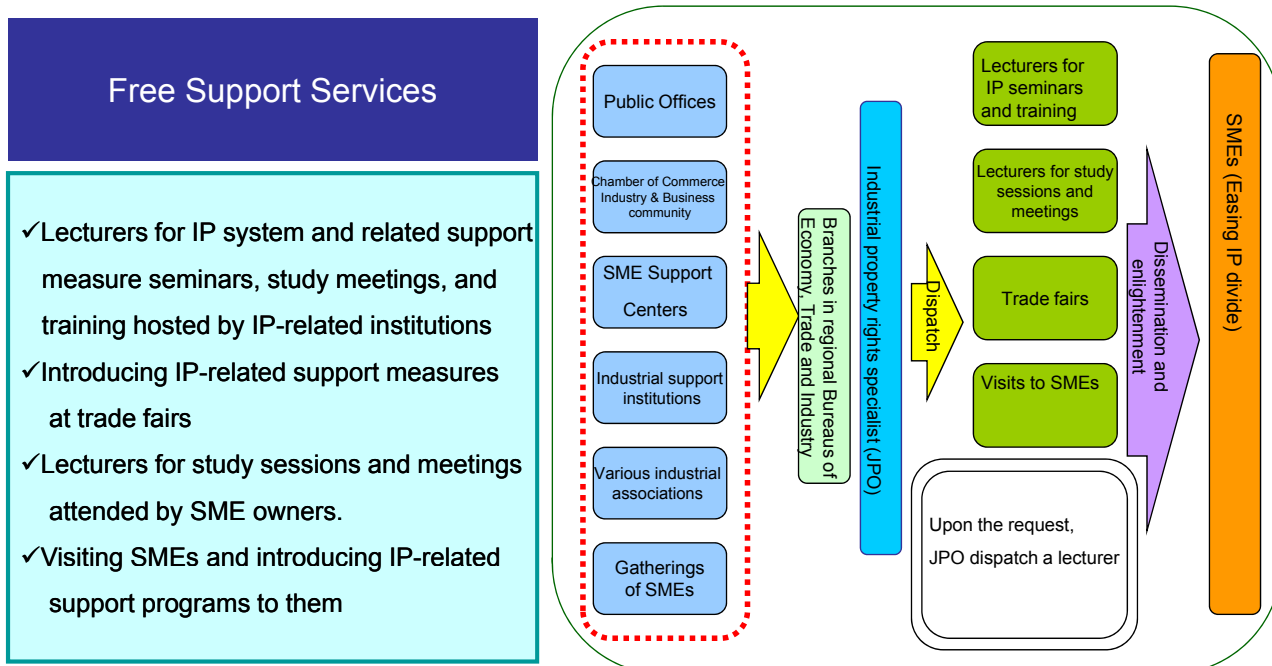 Free Support Services
✓Lecturers for IP system and related support
measure seminars, study meetings, and
training hosted by IP-related institutions
✓Introducing IP-related support measures
at trade fairs
✓Lecturers for study sessions and meetings
attended by SME owners.
✓Visiting SMEs and introducing IP-related
support programs to them
Public Offices
Chamber of Commerce
Industry & Business
community
SME Support
Centers
Industrial support
institutions
Various industrial
associations
Gatherings
of SMEs
Branches in regional Bureaus of
Economy, Trade and Industry
Industrial property rights specialist (JPO)
Dispatch
Lecturers for
IP seminars
and training
Lecturers for study
sessions and
meetings
Trade fairs
Visits to SMEs
Upon the request,
JPO dispatch a lecturer
Dissemination and
enlightenment
SMEs (Easing IP divide)